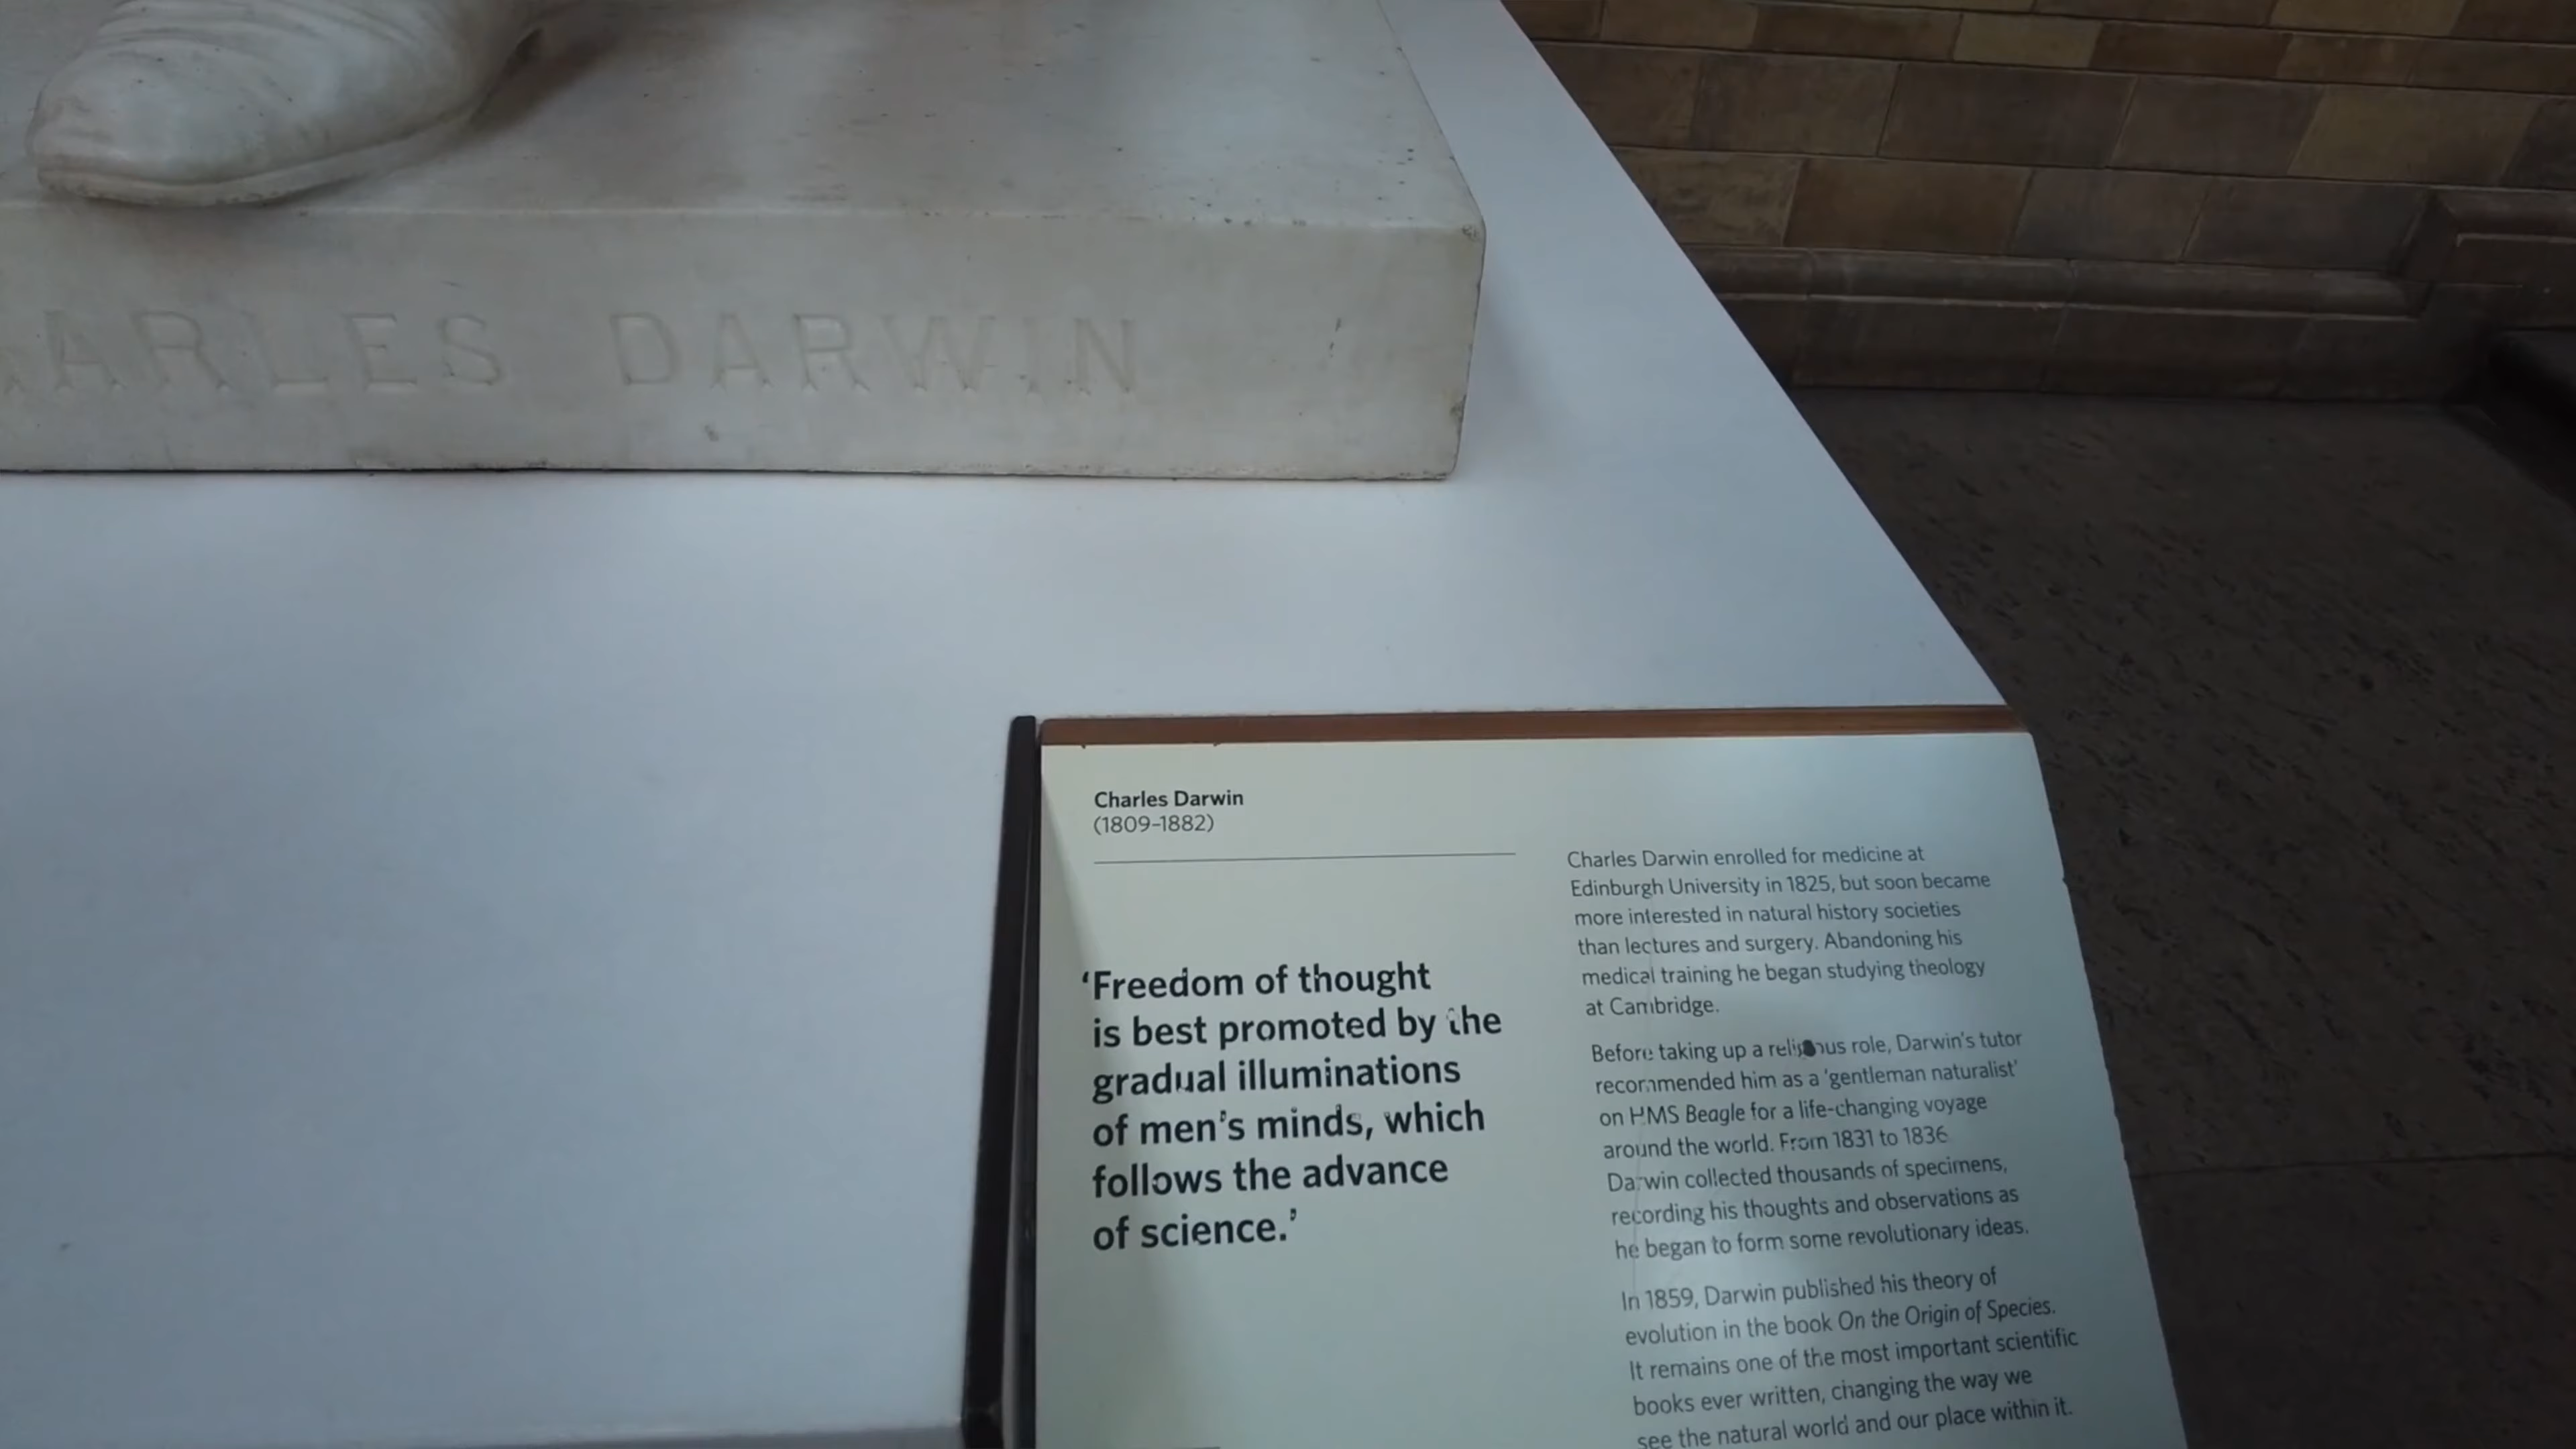 ARLES DARWIN
Charles Darwin
(1809–1882)
‘Freedom of thought
is best promoted by the
gradual illuminations
of men’s minds, which
follows the advance
of science.’
Charles Darwin enrolled for medicine at
Edinburgh University in 1825, but soon became
more interested in natural history societies
than lectures and surgery. Abandoning his
medical training he began studying theology
at Cambridge.
Before taking up a religious role, Darwin’s tutor
recommended him as a ‘gentleman naturalist’
on HMS Beagle for a life-changing voyage
around the world. From 1831 to 1836
Darwin collected thousands of specimens,
recording his thoughts and observations as
he began to form some revolutionary ideas.
In 1859, Darwin published his theory of
evolution in the book On the Origin of Species.
It remains one of the most important scientific
books ever written, changing the way we
see the natural world and our place within it.